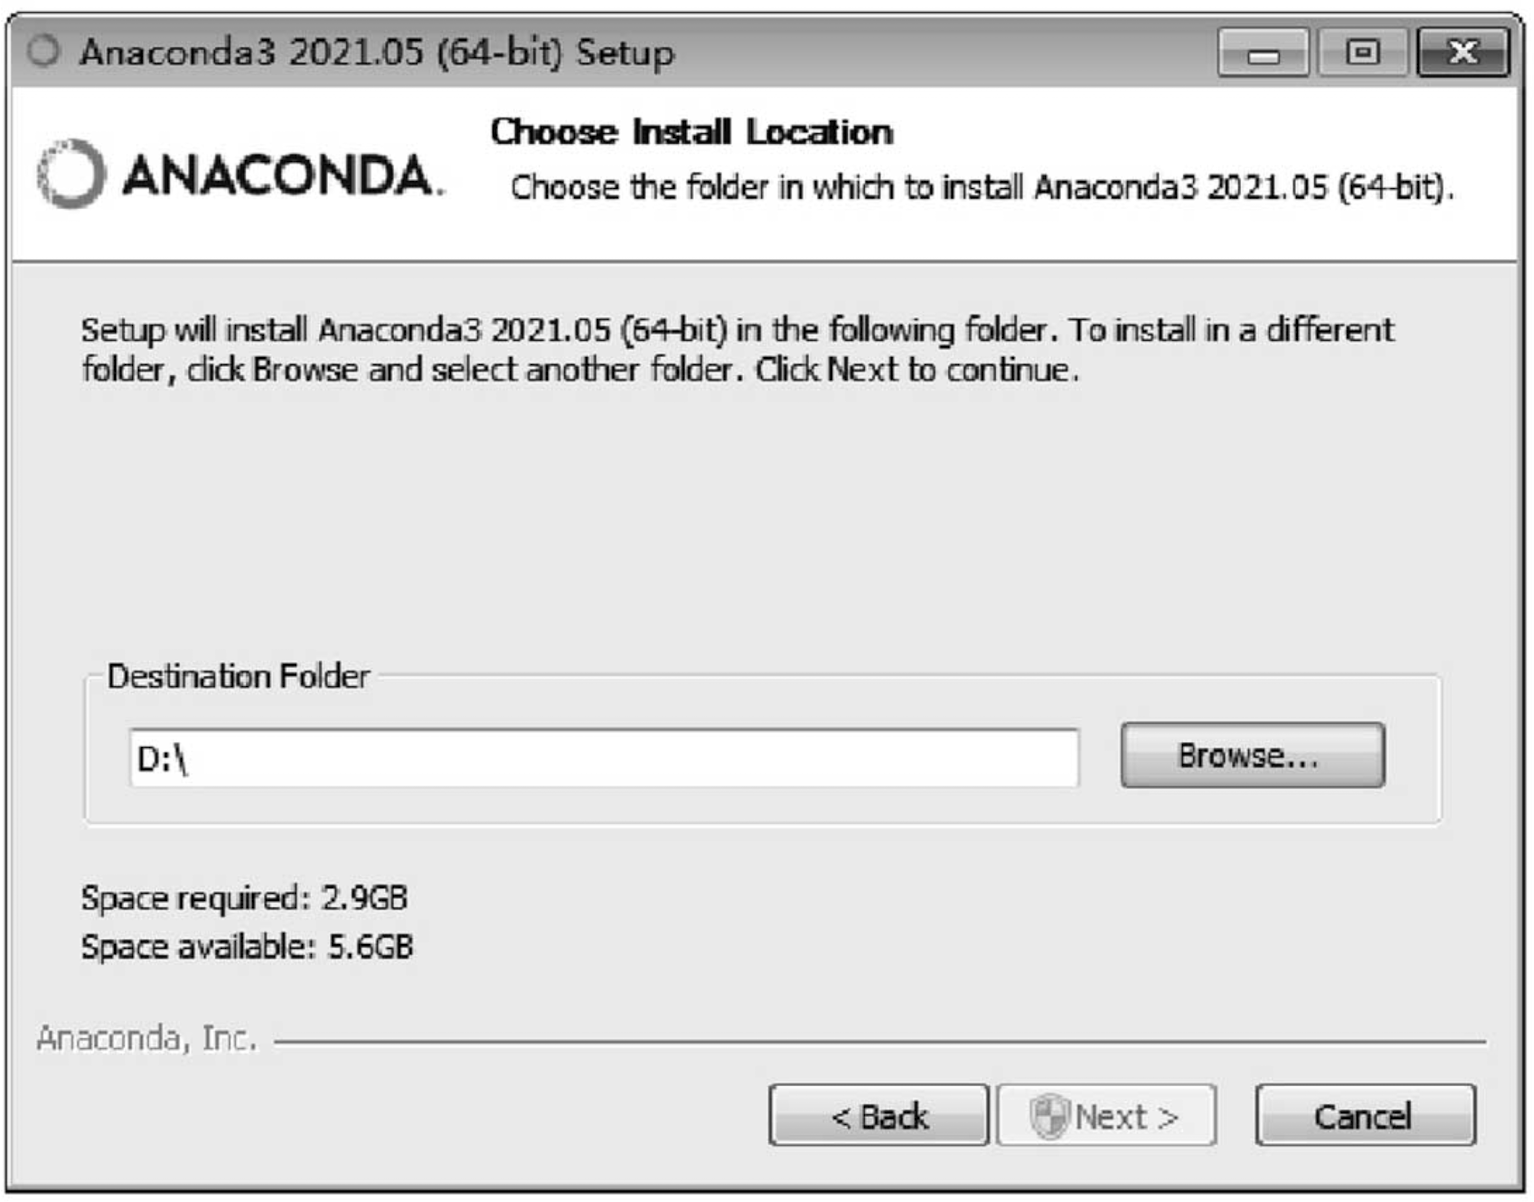 Anaconda3 2021.05 (64-bit) Setup
Choose Install Location
ANACONDA.
Choose the folder in which to install Anaconda3 2021.05 (64-bit).
Setup will install Anaconda3 2021.05 (64-bit) in the following folder. To install in a different
folder, click Browse and select another folder. Click Next to continue.
Destination Folder
D:\
Browse...
Space required: 2.9GB
Space available: 5.6GB
Anaconda, Inc.
< Back
Next >
Cancel